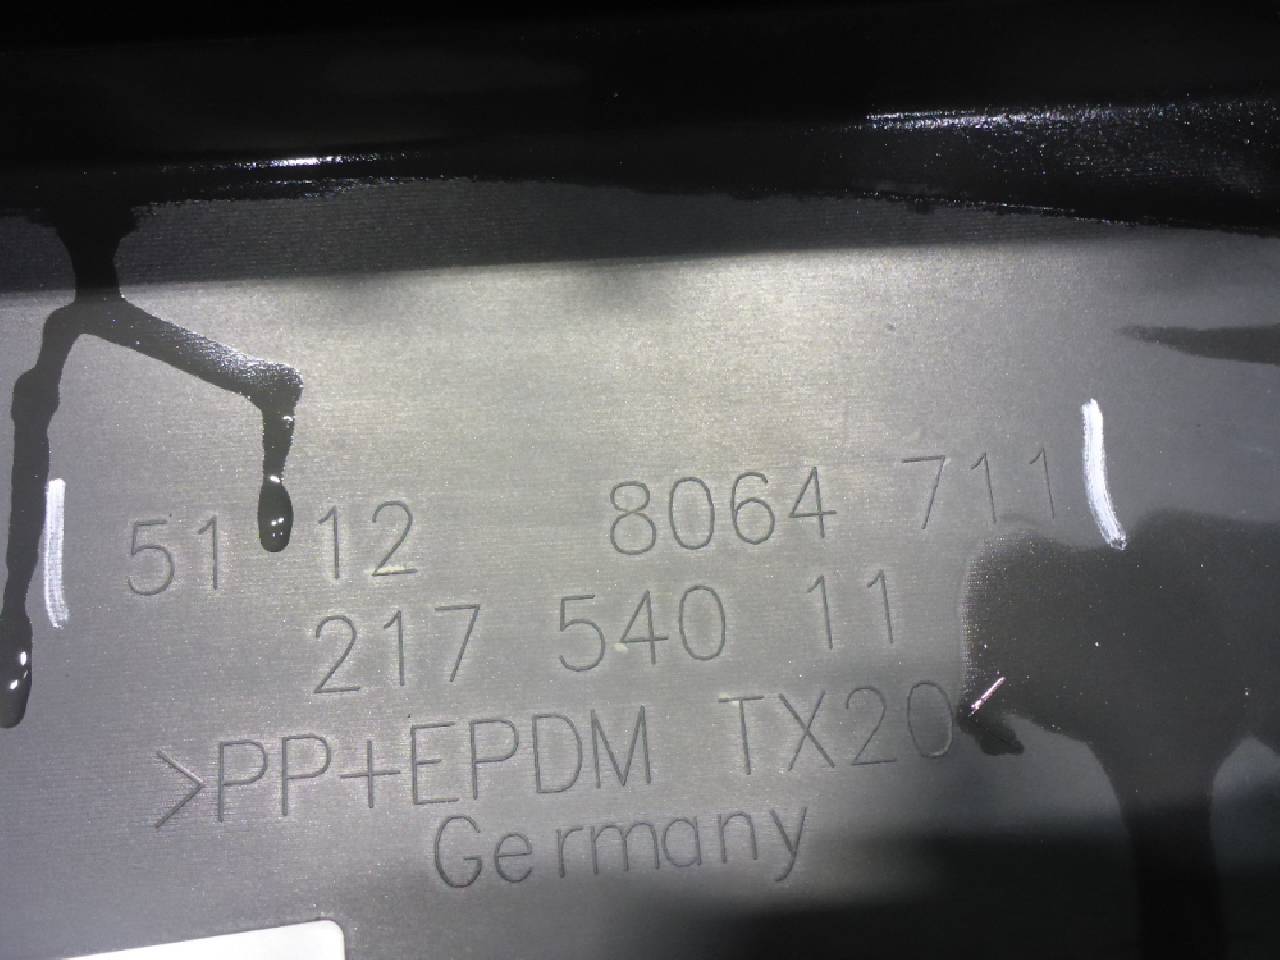 51 12 8064 711
217 540 11
>PP+EPDM TX20<
Germany